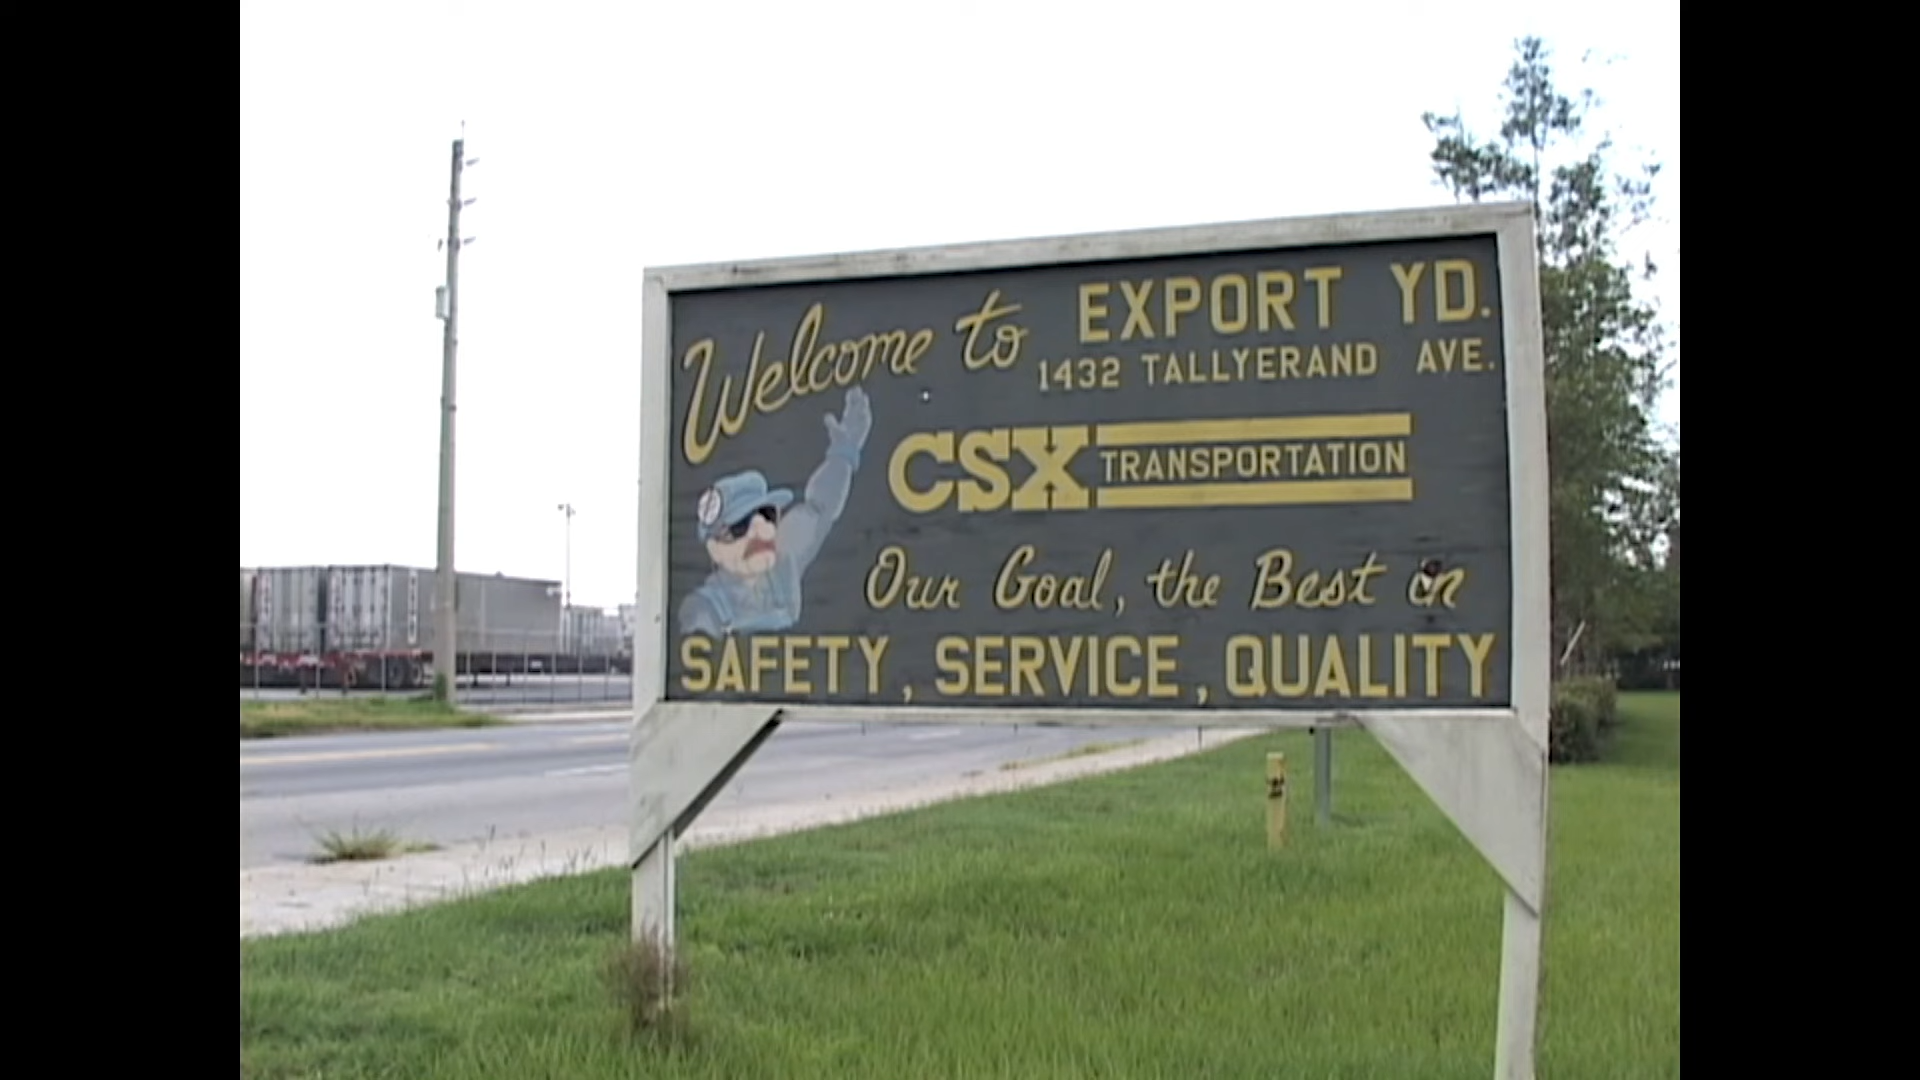 Welcome to EXPORT YD.
1432 TALLYERAND AVE.
CSX TRANSPORTATION
Our Goal, the Best in
SAFETY, SERVICE, QUALITY